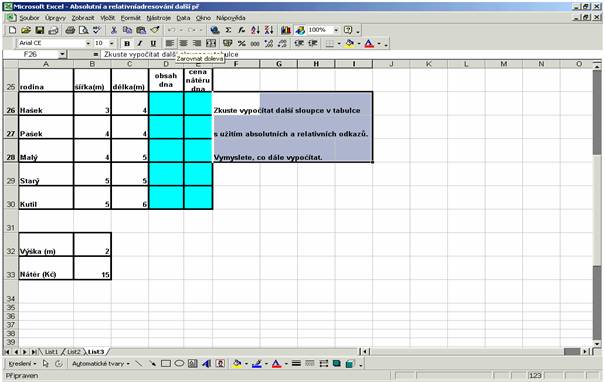 Microsoft Excel - Absolutní a relativníadresování další př
Soubor Úpravy Zobrazit Vložit Formát Nástroje Data Okno Nápověda
100%
Arial CE 10 B I U
F26 = Zkuste vypočítat další sloupce v tabulce
Zarovnat doleva
A B C D E F G H I J K L
25 rodina šířka(m) délka(m) obsah dna cena nátěru dna
26 Hašek 3 4 Zkuste vypočítat další sloupce v tabulce
27 Pašek 4 4 s užitím absolutních a relativních odkazů.
28 Malý 4 5 Vymyslete, co dále vypočítat.
29 Starý 5 5
30 Kutil 5 6
31
32 Výška (m) 2
33 Nátěr (Kč) 15
34
35
36
37
38
39
List1 List2 List3
Kreslení Automatické tvary
Připraven 123